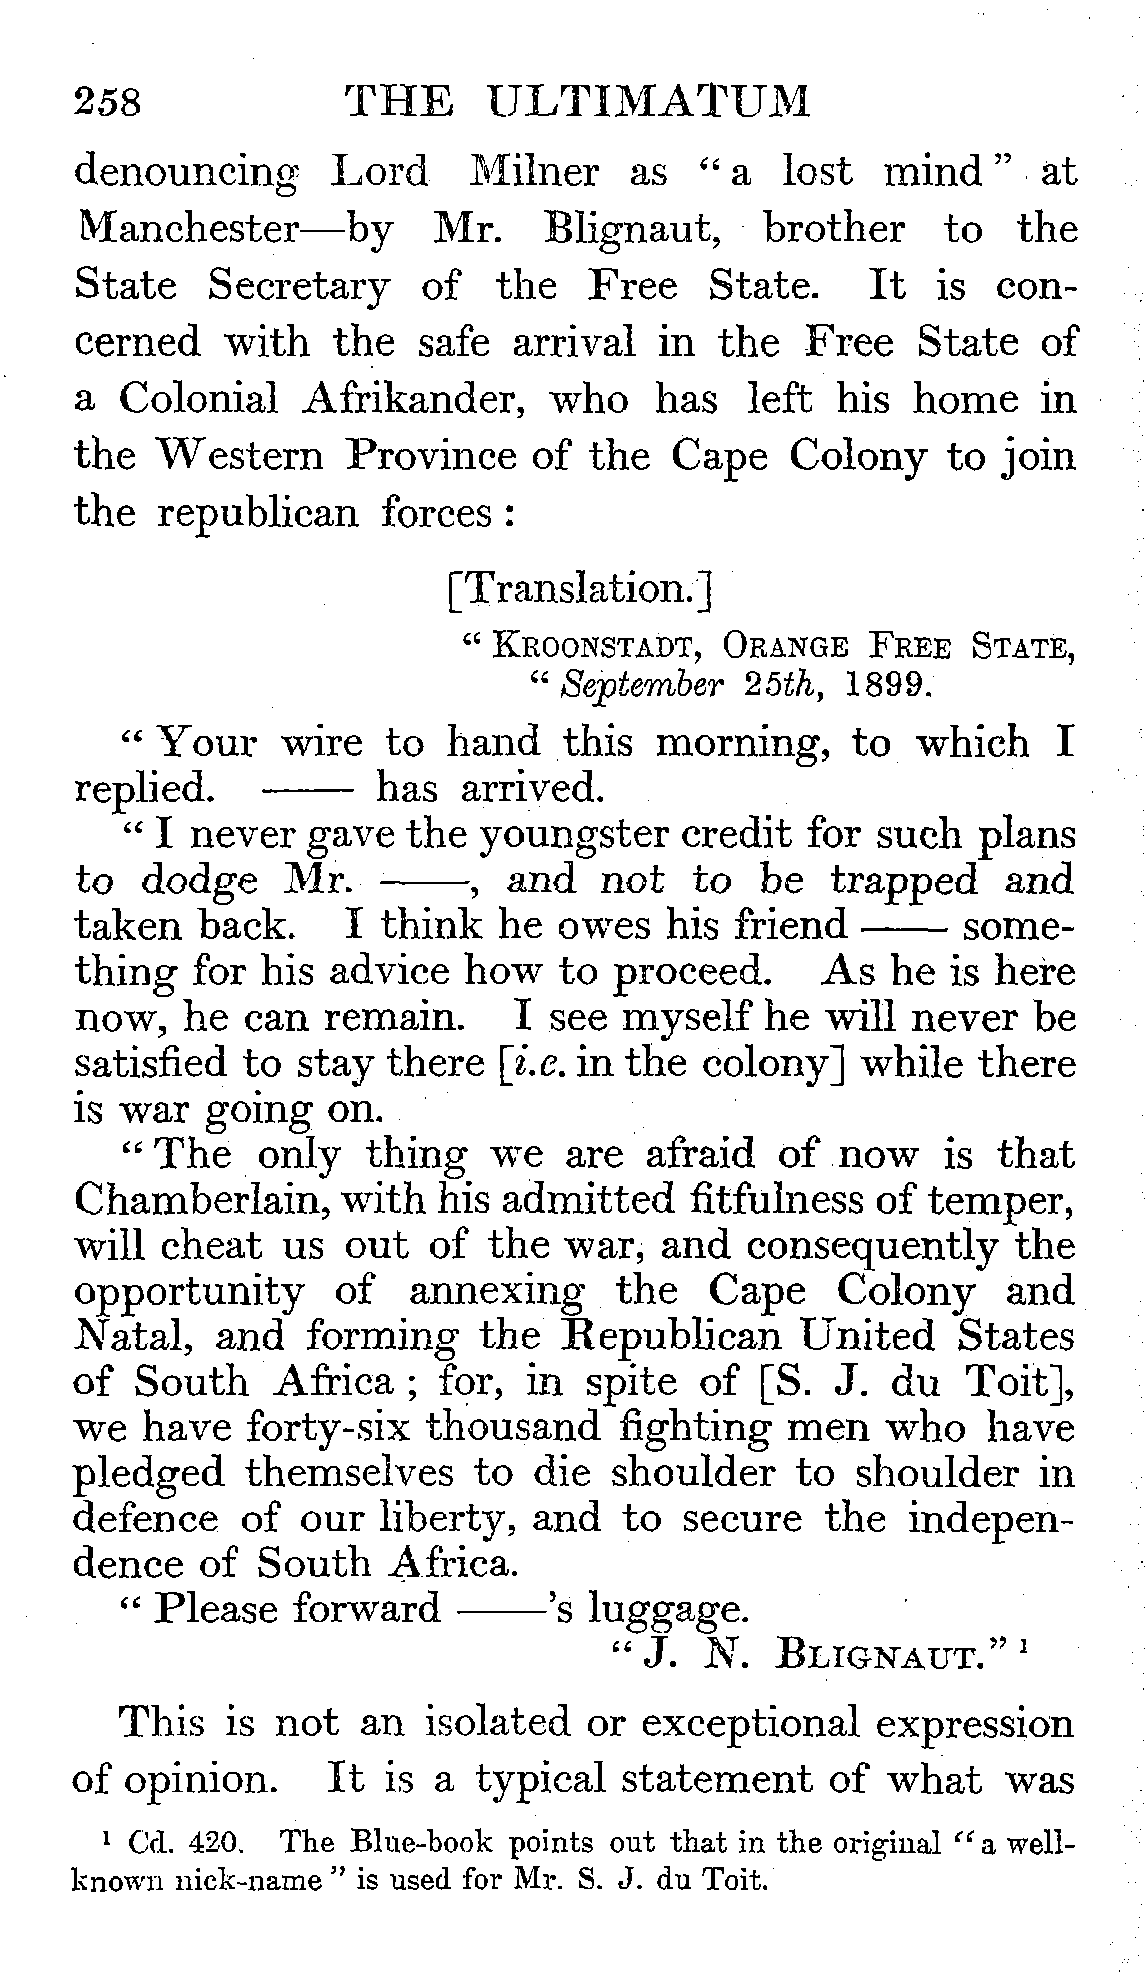 258 THE ULTIMATUM
denouncing Lord Milner as “a lost mind” at
Manchester—by Mr. Blignaut, brother to the
State Secretary of the Free State. It is con-
cerned with the safe arrival in the Free State of
a Colonial Afrikander, who has left his home in
the Western Province of the Cape Colony to join
the republican forces :
[Translation.]
“ KROONSTADT, ORANGE FREE STATE,
“ September 25th, 1899.
“ Your wire to hand this morning, to which I
replied. —— has arrived.
“ I never gave the youngster credit for such plans
to dodge Mr. ——, and not to be trapped and
taken back. I think he owes his friend —— some-
thing for his advice how to proceed. As he is here
now, he can remain. I see myself he will never be
satisfied to stay there [i.e. in the colony] while there
is war going on.
“ The only thing we are afraid of now is that
Chamberlain, with his admitted fitfulness of temper,
will cheat us out of the war, and consequently the
opportunity of annexing the Cape Colony and
Natal, and forming the Republican United States
of South Africa ; for, in spite of [S. J. du Toit],
we have forty-six thousand fighting men who have
pledged themselves to die shoulder to shoulder in
defence of our liberty, and to secure the indepen-
dence of South Africa.
“ Please forward ——’s luggage.
“ J. N. BLIGNAUT.” 1
This is not an isolated or exceptional expression
of opinion. It is a typical statement of what was
1 Cd. 420. The Blue-book points out that in the original “a well-
known nick-name” is used for Mr. S. J. du Toit.